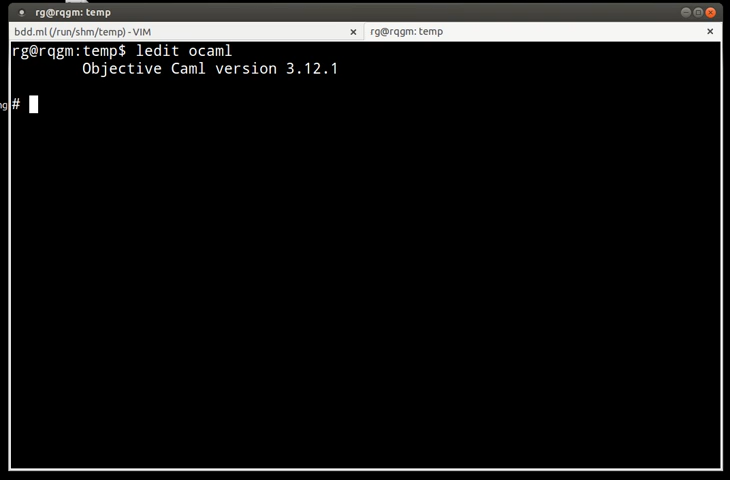 rg@rqgm: temp
bdd.ml (/run/shm/temp) - VIM
rg@rqgm: temp
rg@rqgm:temp$ ledit ocaml
Objective Caml version 3.12.1
#